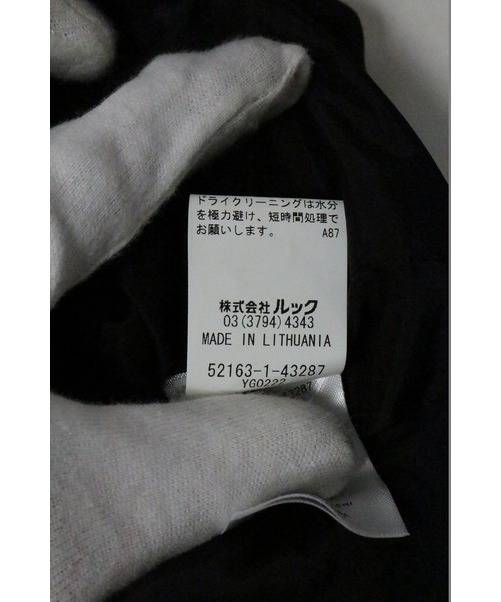 ドライクリーニングは水分
を極力避け、短時間処理で
お願いします。 A87
株式会社 ルック
03(3794)4343
MADE IN LITHUANIA
52163-1-43287
YG0222
43287